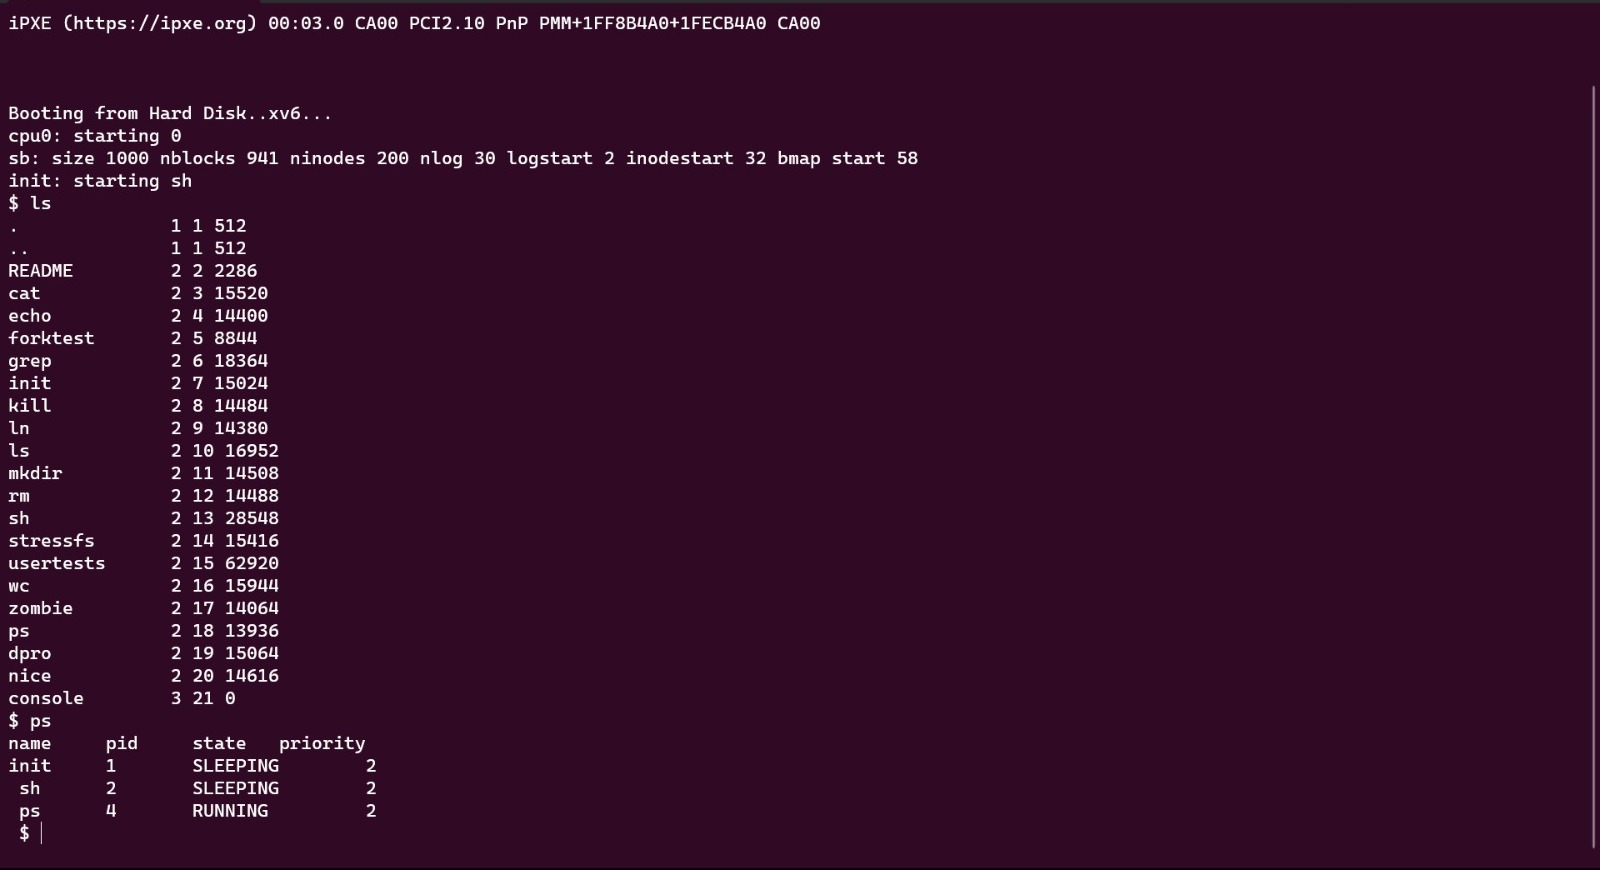 iPXE (https://ipxe.org) 00:03.0 CA00 PCI2.10 PnP PMM+1FF8B4A0+1FECB4A0 CA00
Booting from Hard Disk..xv6...
cpu0: starting 0
sb: size 1000 nblocks 941 ninodes 200 nlog 30 logstart 2 inodestart 32 bmap start 58
init: starting sh
$ ls
.              1 1 512
..             1 1 512
README         2 2 2286
cat            2 3 15520
echo           2 4 14400
forktest       2 5 8844
grep           2 6 18364
init           2 7 15024
kill           2 8 14484
ln             2 9 14380
ls             2 10 16952
mkdir          2 11 14508
rm             2 12 14488
sh             2 13 28548
stressfs       2 14 15416
usertests      2 15 62920
wc             2 16 15944
zombie         2 17 14064
ps             2 18 13936
dpro           2 19 15064
nice           2 20 14616
console        3 21 0
$ ps
name     pid     state   priority
init     1       SLEEPING        2
 sh      2       SLEEPING        2
 ps      4       RUNNING         2
 $